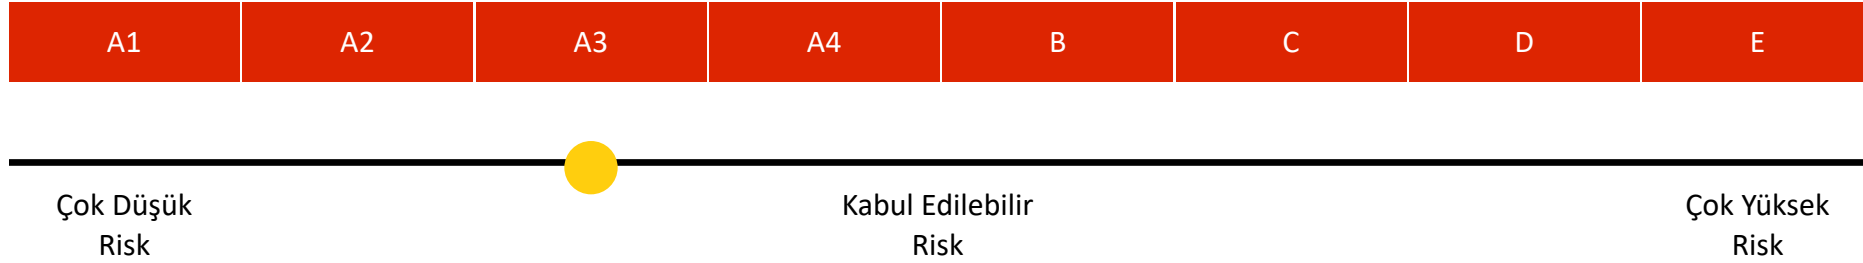 A1 A2 A3 A4 B C D E
Çok Düşük
Risk
Kabul Edilebilir
Risk
Çok Yüksek
Risk